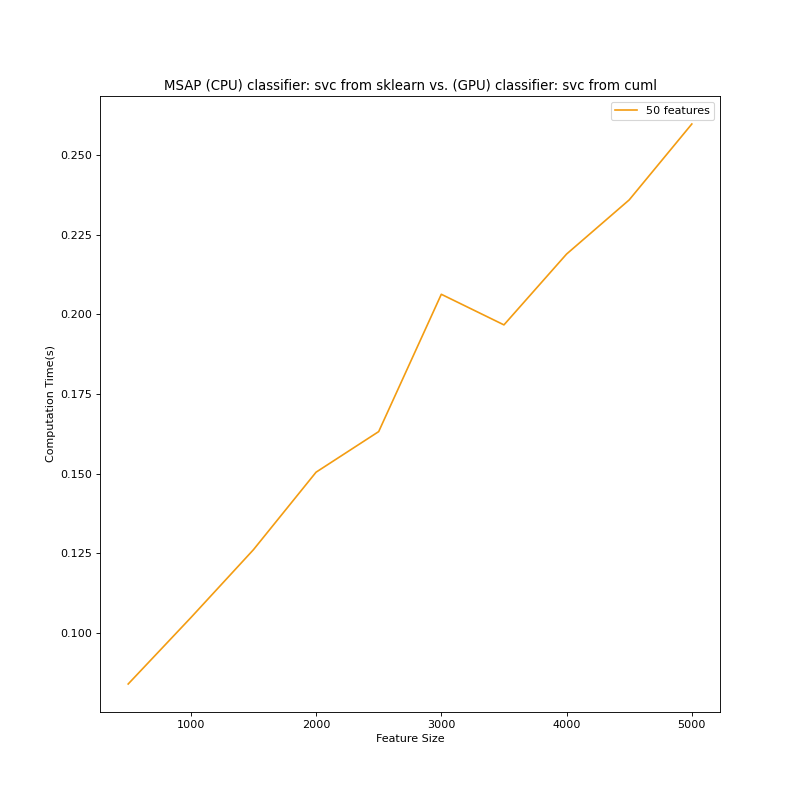 MSAP (CPU) classifier: svc from sklearn vs. (GPU) classifier: svc from cuml
50 features
0.250
0.225
0.200
0.175
0.150
0.125
0.100
Computation Time(s)
1000 2000 3000 4000 5000
Feature Size